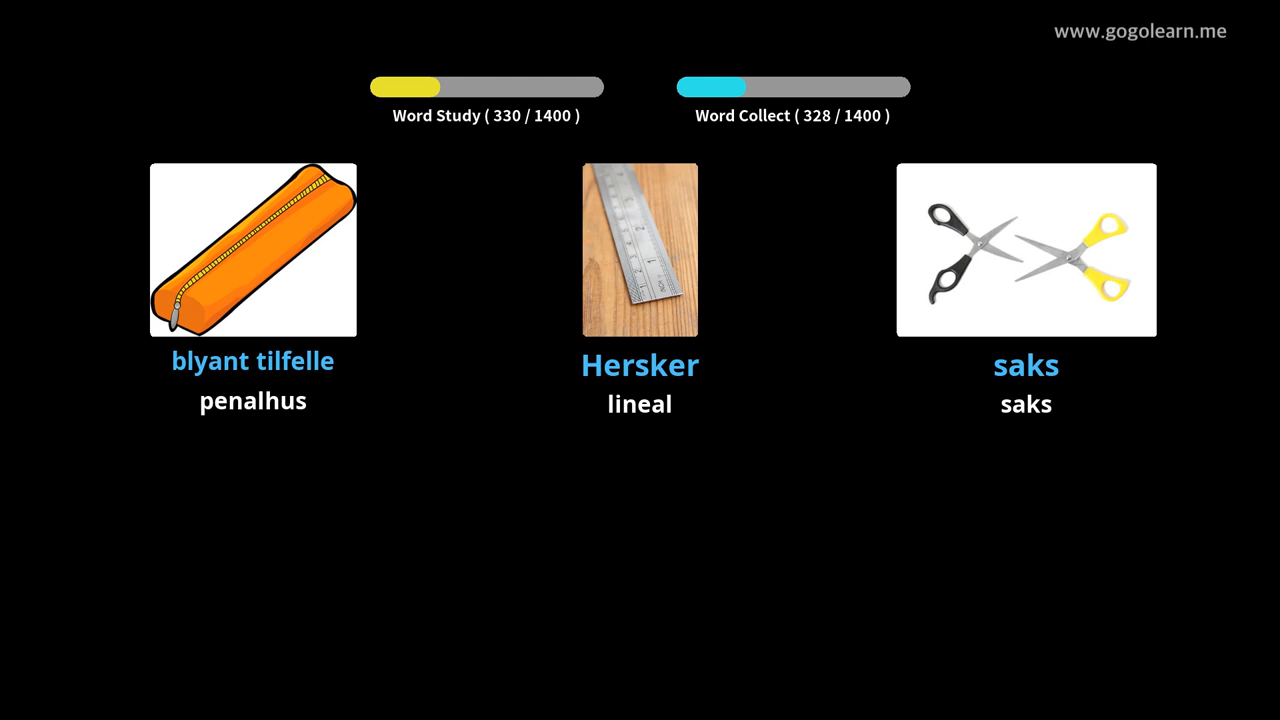 www.gogolearn.me
Word Study ( 330 / 1400 )
Word Collect ( 328 / 1400 )
blyant tilfelle
Hersker
saks
penalhus
lineal
saks